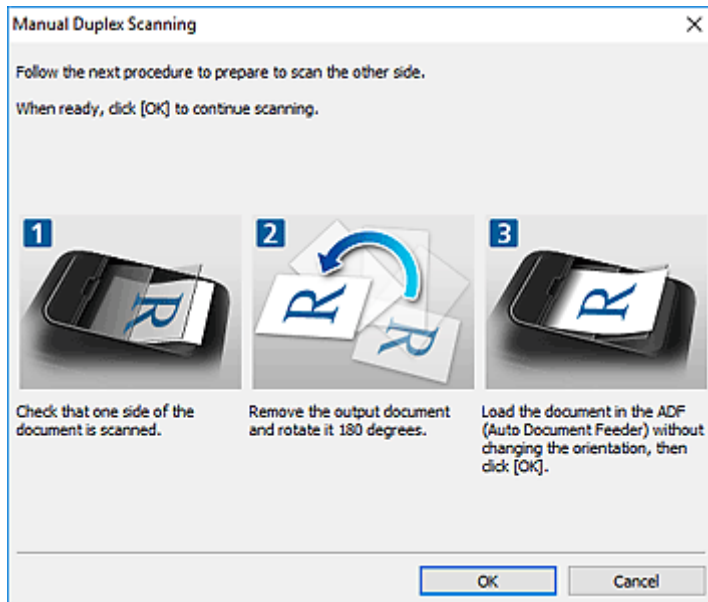 Manual Duplex Scanning
Follow the next procedure to prepare to scan the other side.
When ready, click [OK] to continue scanning.
1
R
2
R
R
3
R
Check that one side of the
document is scanned.
Remove the output document
and rotate it 180 degrees.
Load the document in the ADF
(Auto Document Feeder) without
changing the orientation, then
click [OK].
OK
Cancel